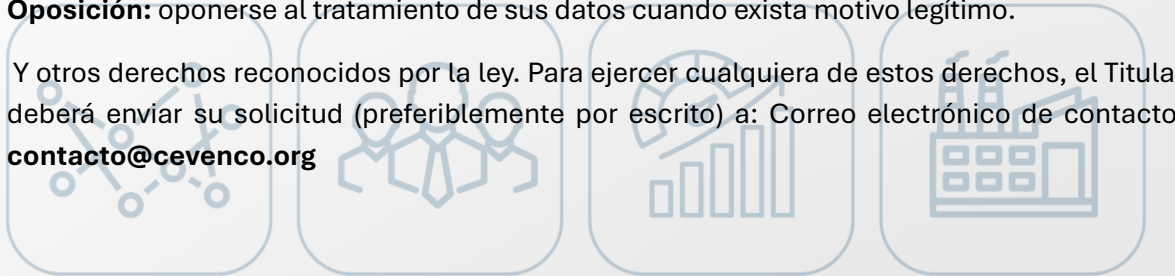 Oposición: oponerse al tratamiento de sus datos cuando exista motivo legítimo.
Y otros derechos reconocidos por la ley. Para ejercer cualquiera de estos derechos, el Titula
deberá enviar su solicitud (preferiblemente por escrito) a: Correo electrónico de contacto
contacto@cevenco.org